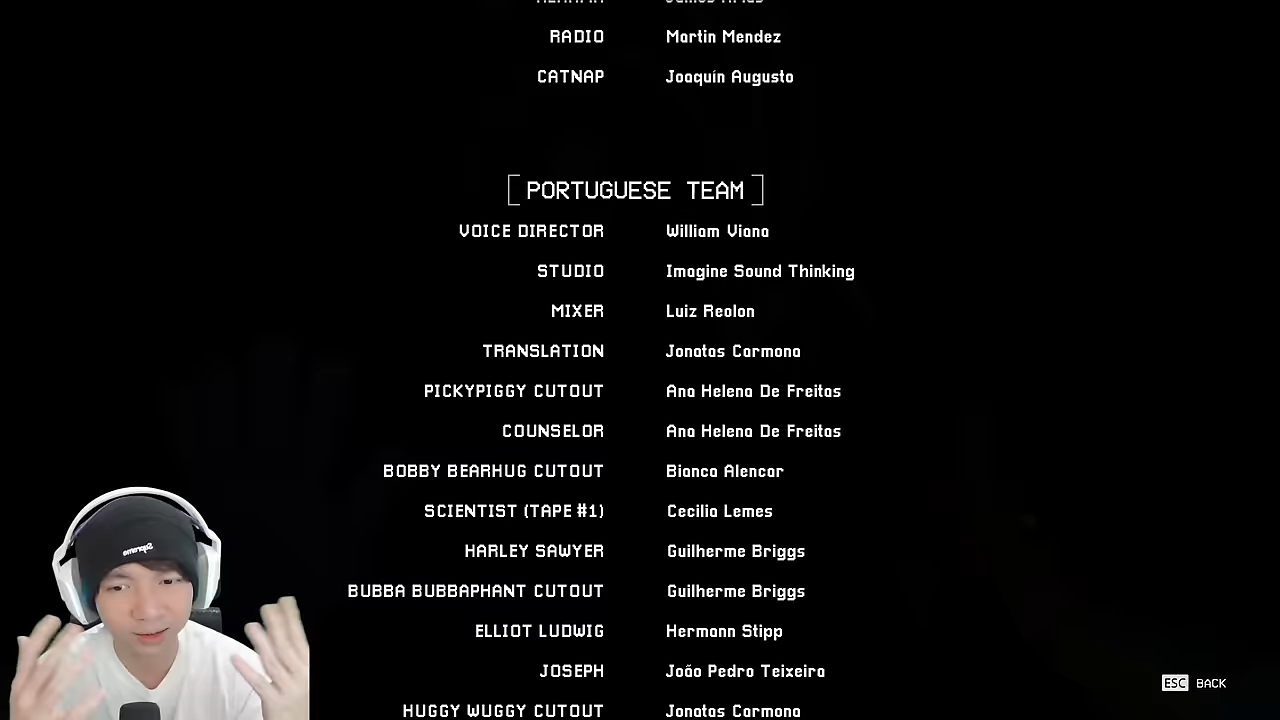 RADIO Martin Mendez
CATNAP Joaquín Augusto
[PORTUGUESE TEAM]
VOICE DIRECTOR William Viana
STUDIO Imagine Sound Thinking
MIXER Luiz Reolon
TRANSLATION Jonatas Carmona
PICKYPIGGY CUTOUT Ana Helena De Freitas
COUNSELOR Ana Helena De Freitas
BOBBY BEARHUG CUTOUT Bianca Alencar
SCIENTIST (TAPE #1) Cecilia Lemes
HARLEY SAWYER Guilherme Briggs
BUBBA BUBBAPHANT CUTOUT Guilherme Briggs
ELLIOT LUDWIG Hermann Stipp
JOSEPH João Pedro Teixeira
HUGGY WUGGY CUTOUT Jonatas Carmona
ESC BACK
Supreme